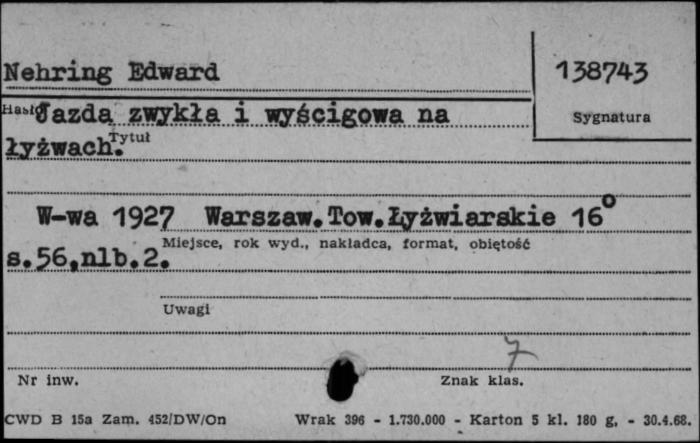 Nehring Edward
138743
Hasło
Jazda zwykła i wyścigowa na
Sygnatura
Tytuł
łyżwach.
W-wa 1927 Warszaw.Tow.Łyżwiarskie 16°
Miejsce, rok wyd., nakładca, format, objętość
s.56,nlb.2.
Uwagi
7
Nr inw.
Znak klas.
CWD B 15a Zam. 452/DW/On Wrak 396 - 1.730.000 - Karton 5 kl. 180 g. - 30.4.68.